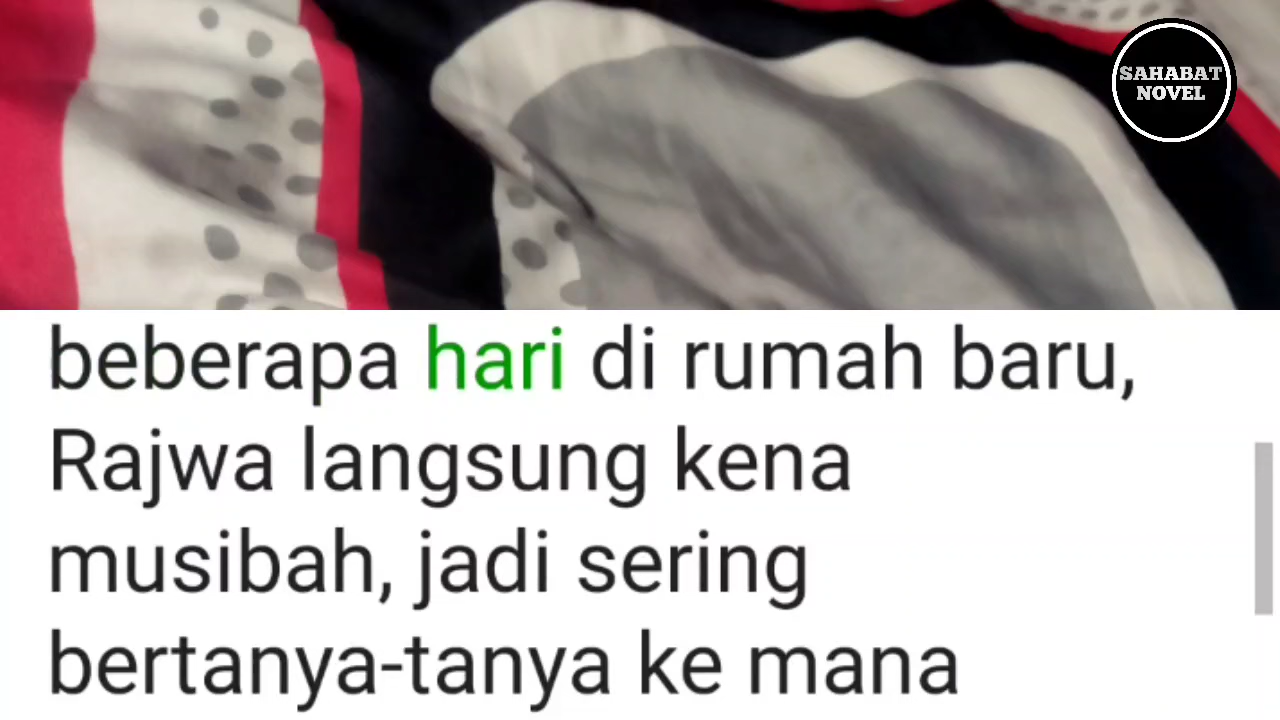 SAHABAT
NOVEL
beberapa hari di rumah baru,
Rajwa langsung kena
musibah, jadi sering
bertanya-tanya ke mana